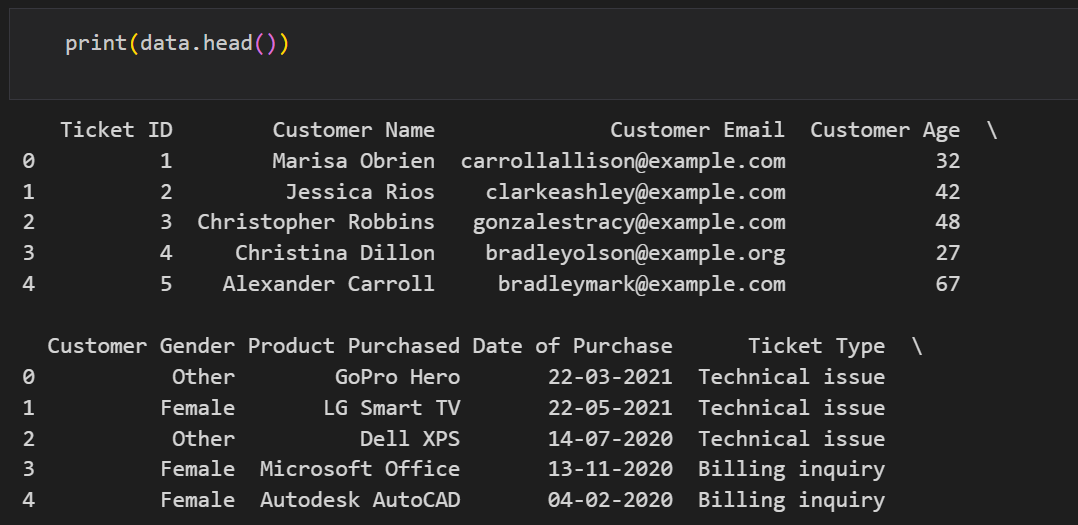 print(data.head())
Ticket ID Customer Name Customer Email Customer Age \
0 1 Marisa Obrien carrollallison@example.com 32
1 2 Jessica Rios clarkeashley@example.com 42
2 3 Christopher Robbins gonzalestracy@example.com 48
3 4 Christina Dillon bradleyolson@example.org 27
4 5 Alexander Carroll bradleymark@example.com 67
Customer Gender Product Purchased Date of Purchase Ticket Type \
0 Other GoPro Hero 22-03-2021 Technical issue
1 Female LG Smart TV 22-05-2021 Technical issue
2 Other Dell XPS 14-07-2020 Technical issue
3 Female Microsoft Office 13-11-2020 Billing inquiry
4 Female Autodesk AutoCAD 04-02-2020 Billing inquiry